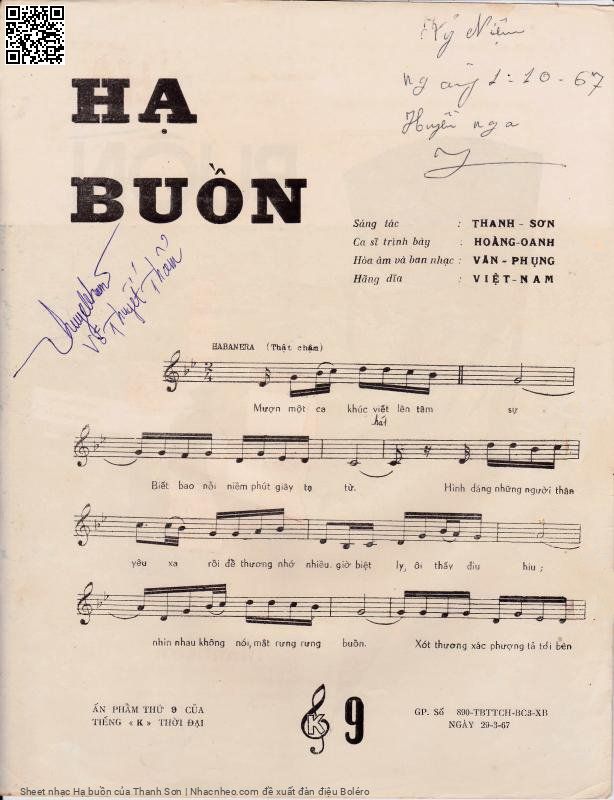 Kỷ Niệm
ngày 1-10-67
Huyền nga
HẠ
BUỒN
Sáng tác : THANH - SƠN
Ca sĩ trình bày : HOÀNG-OANH
Hòa âm và ban nhạc : VĂN - PHỤNG
Hãng dĩa : VIỆT-NAM
Võ Thuyết Thẩm
HABANERA (Thật chậm)
Mượn một ca khúc viết lên tâm sự
hát
Biết bao nỗi niềm phút giây tạ từ. Hình dáng những người thân
yêu xa rồi để thương nhớ nhiều. giờ biệt ly, ôi thấy đìu hiu ;
nhìn nhau không nói, mắt rưng rưng buồn. Xót thương xác phượng tả tơi bên
ẤN PHẨM THỨ 9 CỦA
TIẾNG « K » THỜI ĐẠI
K 9
GP. Số 890-TBTTCH-BC3-XB
NGÀY 29-3-67
Sheet nhạc Hạ buồn của Thanh Sơn | Nhacnheo.com đề xuất đàn điệu Boléro